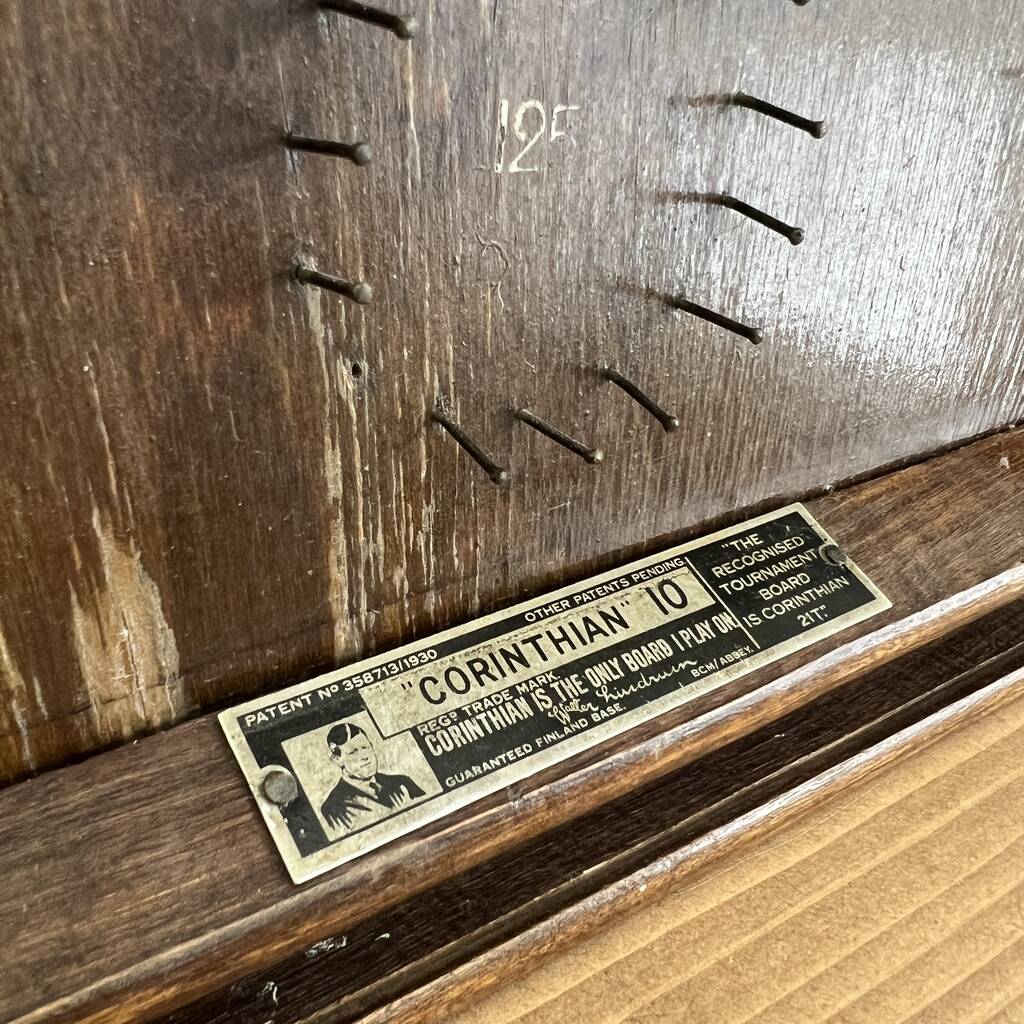 125
PATENT Nº 358713/1930
OTHER PATENTS PENDING
"CORINTHIAN" 10
REGD TRADE MARK.
CORINTHIAN IS THE ONLY BOARD I PLAY ON
Walter Lindrum
GUARANTEED FINLAND BASE.
BCM/ABBEY.
"THE
RECOGNISED
TOURNAMENT
BOARD
IS CORINTHIAN
21T."